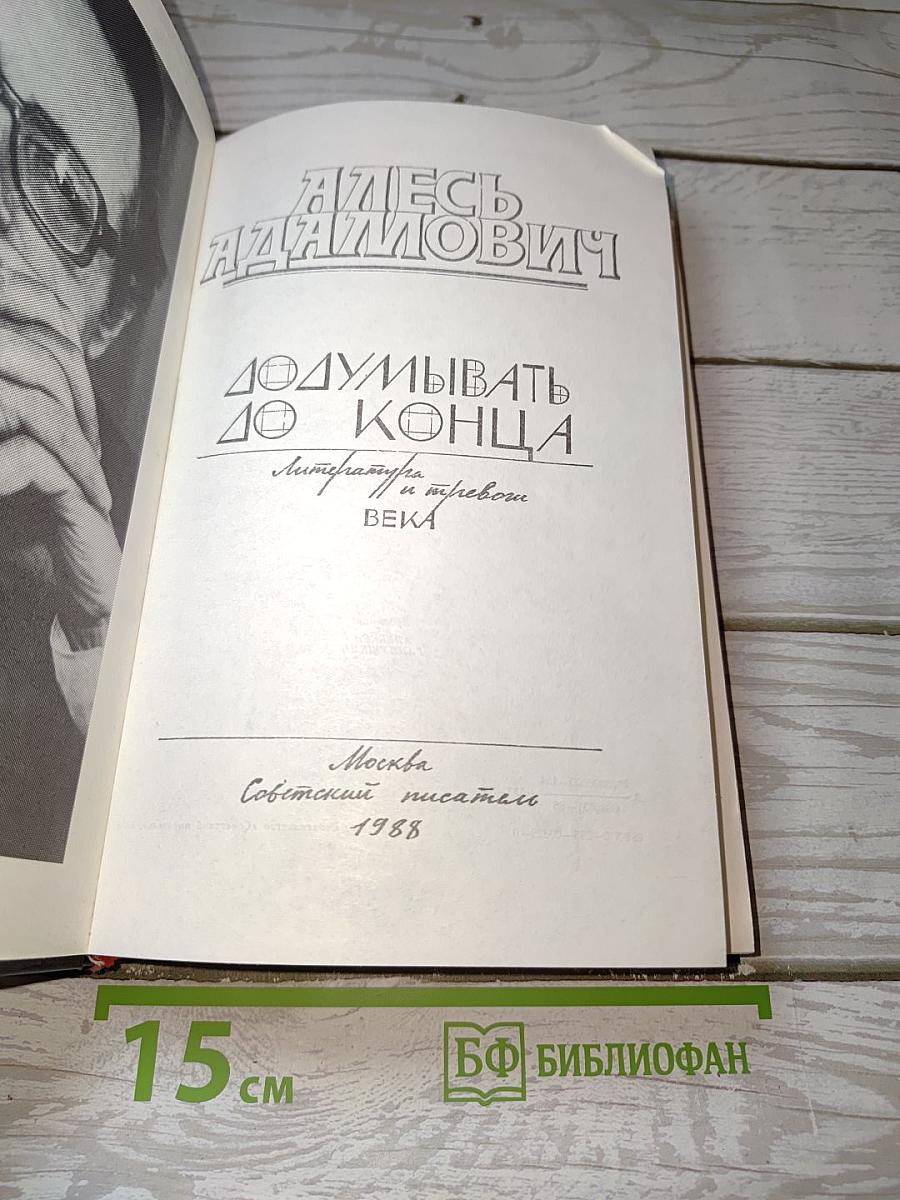 АЛЕСЬ
АДАМОВИЧ
ДОДУМЫВАТЬ
ДО КОНЦА
Литература
и тревоги
ВЕКА
Москва
Советский писатель
1988
15 см
БФ БИБЛИОФАН